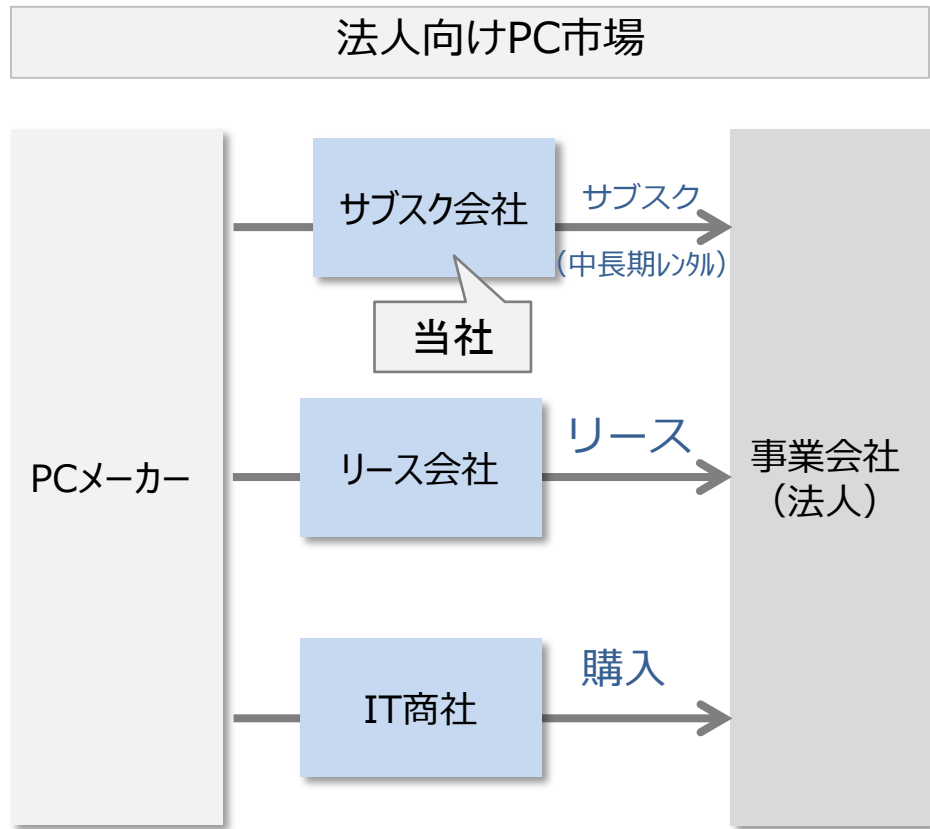 法人向けPC市場
サブスク会社
サブスク
（中長期ﾚﾝﾀﾙ）
当社
PCメーカー
リース会社
リース
事業会社
（法人）
IT商社
購入